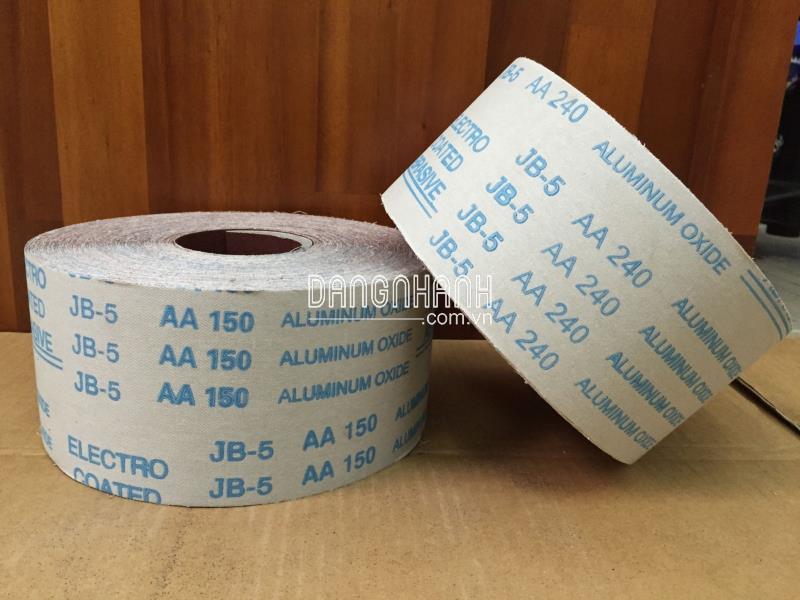 JB-5 AA 150 ALUMINUM OXIDE
JB-5 AA 150 ALUMINUM OXIDE
JB-5 AA 150 ALUMINUM OXIDE
ELECTRO
COATED
JB-5 AA 150
JB-5 AA 150
ELECTRO
AA 240
ALUMINUM OXIDE
JB-5 AA 240
JB-5 AA 240 ALUMINUM OXIDE
JB-5 AA 240 ALUMINUM OXIDE
JB-5 AA 240 ALUMINUM OXIDE
DANGNHANH
.com.vn